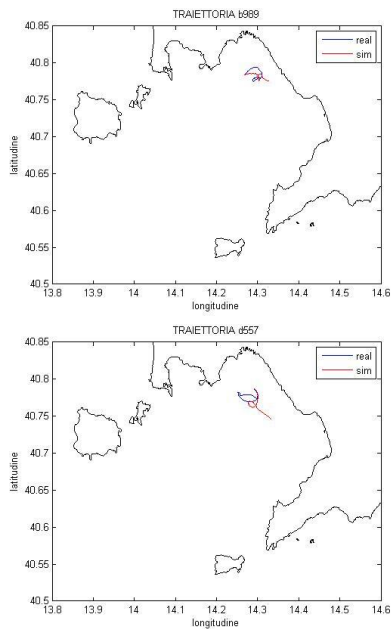 TRAIETTORIA b989
40.85
real
sim
40.8
40.75
40.7
40.65
40.6
40.55
40.5
latitudine
13.8 13.9 14 14.1 14.2 14.3 14.4 14.5 14.6
longitudine
TRAIETTORIA d557
40.85
real
sim
40.8
40.75
40.7
40.65
40.6
40.55
40.5
latitudine
13.8 13.9 14 14.1 14.2 14.3 14.4 14.5 14.6
longitudine